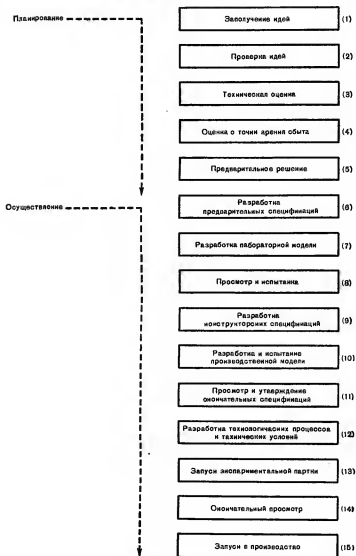 Планирование
Заполучение идей (1)
Проверка идей (2)
Техническая оценка (3)
Оценка с точки зрения сбыта (4)
Предварительное решение (5)
Осуществление
Разработка
предварительных спецификаций (6)
Разработка лабораторной модели (7)
Просмотр и испытания (8)
Разработка
конструкторских спецификаций (9)
Разработка и испытание
производственной модели (10)
Просмотр и утверждение
окончательных спецификаций (11)
Разработка технологических процессов
и технических условий (12)
Запуск экспериментальной партии (13)
Окончательный просмотр (14)
Запуск в производство (15)